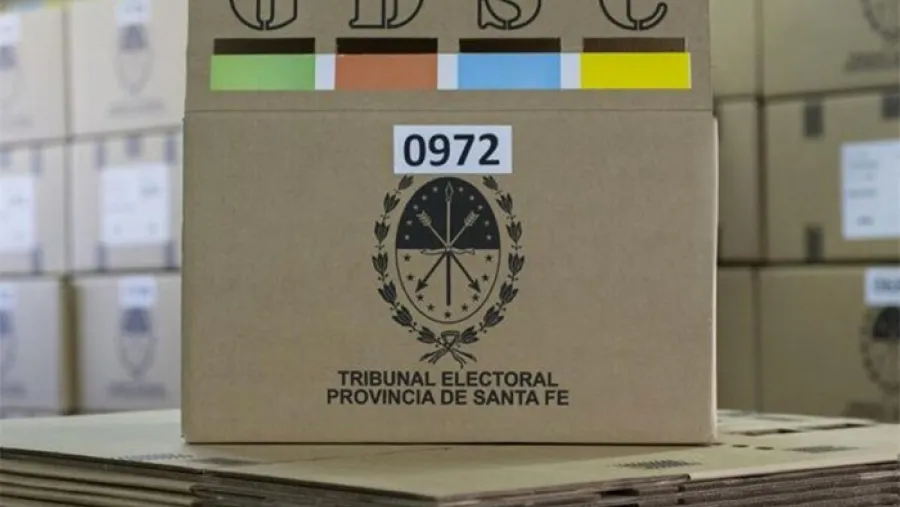 G D S C
0972
TRIBUNAL ELECTORAL
PROVINCIA DE SANTA FE